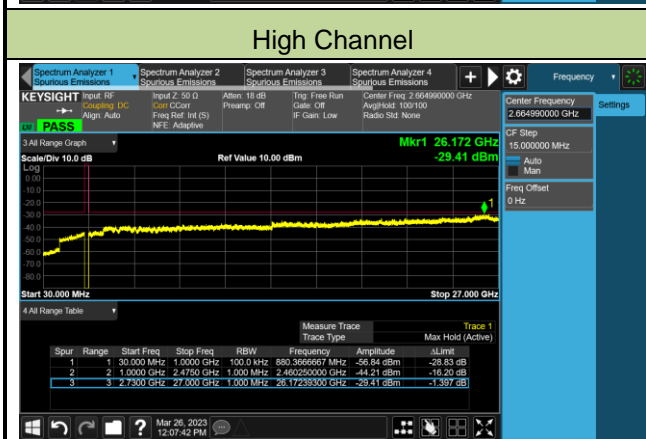 High Channel
Spectrum Analyzer 1
Spurious Emissions
Spectrum Analyzer 2
Spurious Emissions
Spectrum Analyzer 3
Spurious Emissions
Spectrum Analyzer 4
Spurious Emissions
Frequency
KEYSIGHT
Input: RF
Coupling: DC
Align: Auto
Input Z: 50 Ω
Corr CCorr
Freq Ref: Int (S)
NFE: Adaptive
Atten: 18 dB
Preamp: Off
Trig: Free Run
Gate: Off
IF Gain: Low
Center Freq: 2.664990000 GHz
Avg|Hold: 100/100
Radio Std: None
PASS
Center Frequency
2.664990000 GHz
Settings
CF Step
15.000000 MHz
Auto
Man
Freq Offset
0 Hz
3 All Range Graph
Mkr1 26.172 GHz
Scale/Div 10.0 dB
Ref Value 10.00 dBm
-29.41 dBm
Log
0.00
-10.0
-20.0
-30.0
-40.0
-50.0
-60.0
-70.0
-80.0
1
Start 30.000 MHz
Stop 27.000 GHz
4 All Range Table
Measure Trace Trace 1
Trace Type Max Hold (Active)
Spur Range Start Freq Stop Freq RBW Frequency Amplitude ΔLimit
1 1 30.000 MHz 1.0000 GHz 100.0 kHz 880.3666667 MHz -56.84 dBm -28.83 dB
2 2 1.0000 GHz 2.4750 GHz 1.000 MHz 2.460250000 GHz -44.21 dBm -16.20 dB
3 3 2.7300 GHz 27.000 GHz 1.000 MHz 26.17239300 GHz -29.41 dBm -1.397 dB
Mar 26, 2023
12:07:42 PM